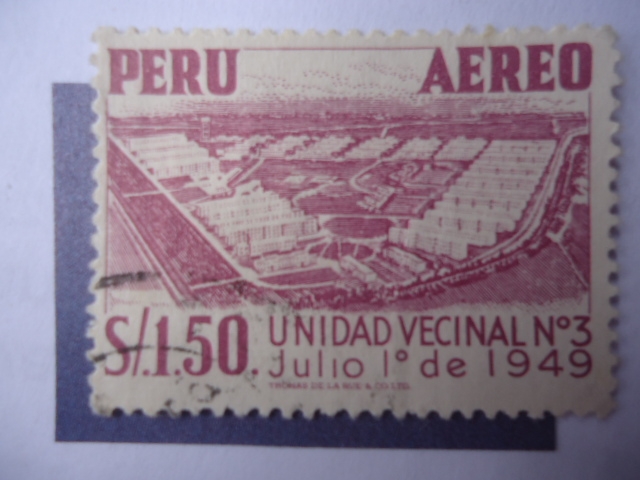 PERU AEREO
S/.1.50. UNIDAD VECINAL Nº3
Julio 1º de 1949
THOMAS DE LA RUE & CO LTD.